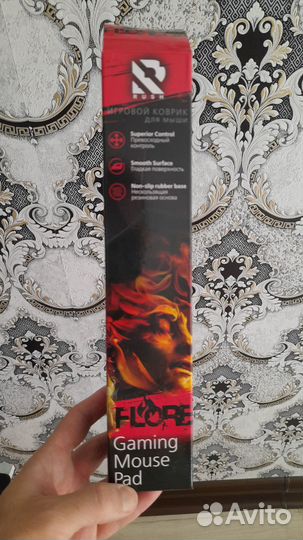 RUSH
ИГРОВОЙ КОВРИК
ДЛЯ МЫШИ
Superior Control
Превосходный
контроль
Smooth Surface
Гладкая поверхность
Non-slip rubber base
Нескользящая
резиновая основа
Gaming
Mouse
Pad
Avito